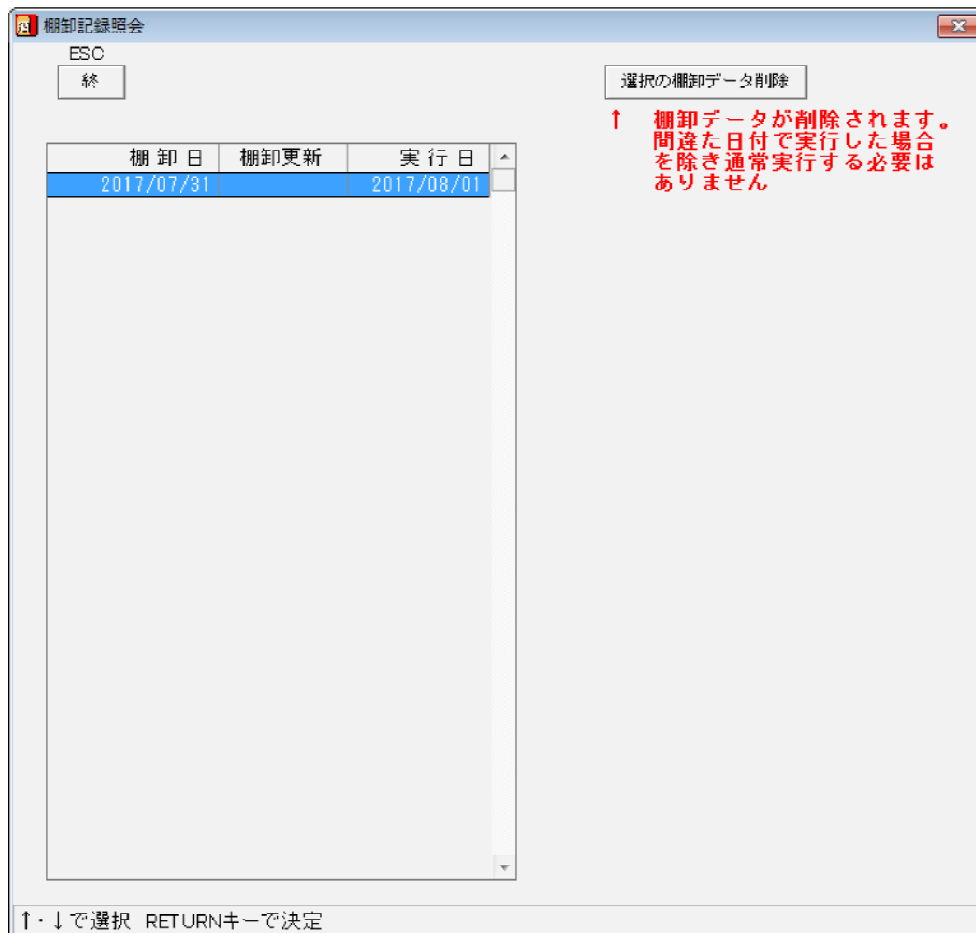 棚卸記録照会
ESC
終
選択の棚卸データ削除
↑ 棚卸データが削除されます。
間違た日付で実行した場合
を除き通常実行する必要は
ありません
棚 卸 日 棚卸更新 実 行 日
2017/07/31 2017/08/01
↑・↓で選択 RETURNキーで決定